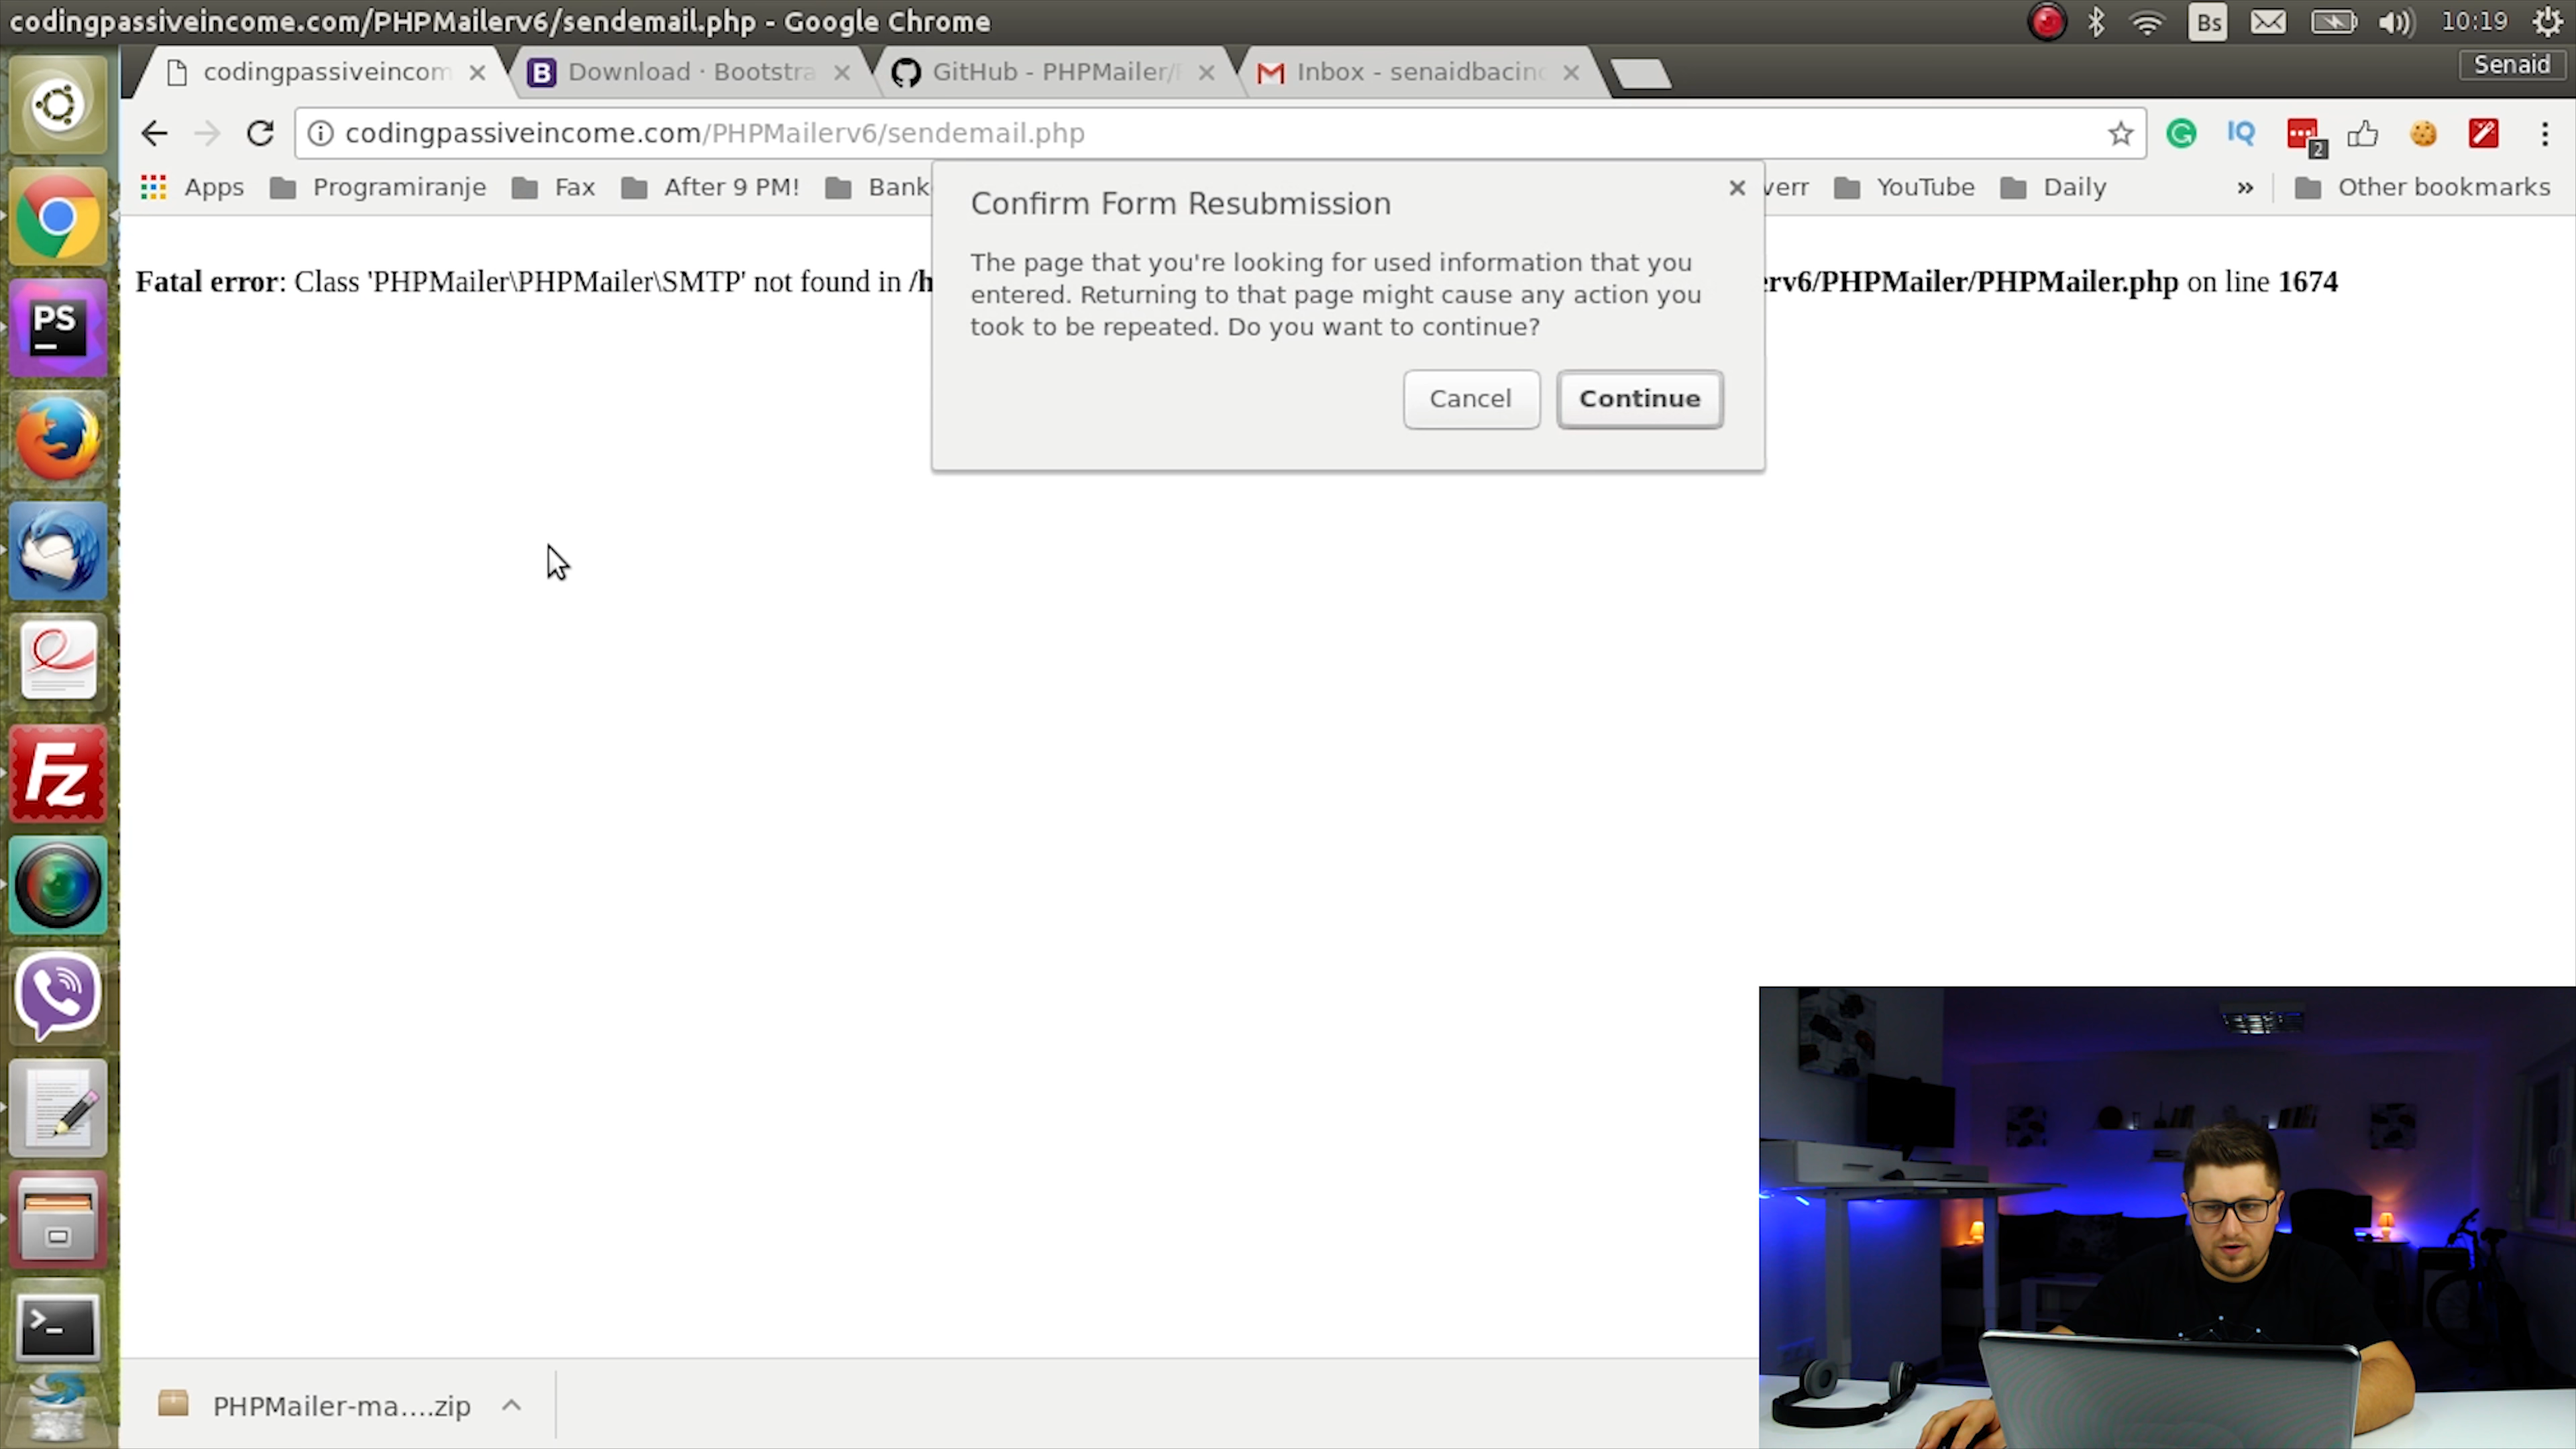 codingpassiveincome.com/PHPMailerv6/sendemail.php - Google Chrome
Bs
10:19
codingpassiveincom
Download · Bootstra
GitHub - PHPMailer/
Inbox - senaidbacin
Senaid
codingpassiveincome.com/PHPMailerv6/sendemail.php
IQ
2
Apps
Programiranje
Fax
After 9 PM!
Bank
verr
YouTube
Daily
»
Other bookmarks
Confirm Form Resubmission
The page that you're looking for used information that you
entered. Returning to that page might cause any action you
took to be repeated. Do you want to continue?
Cancel
Continue
Fatal error: Class 'PHPMailer\PHPMailer\SMTP' not found in /h
rv6/PHPMailer/PHPMailer.php on line 1674
PS
Fz
PHPMailer-ma....zip